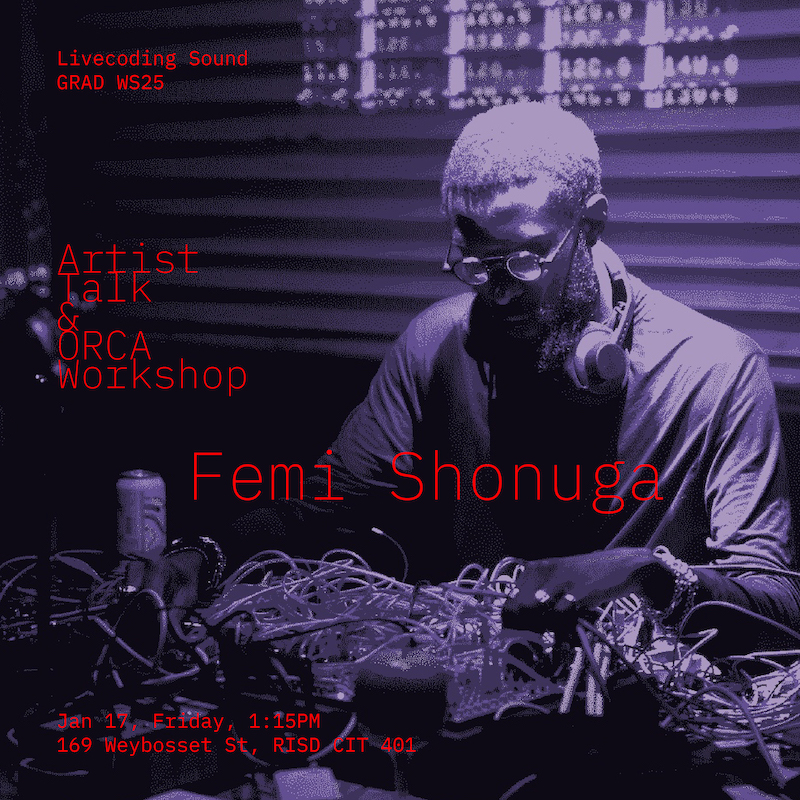 Livecoding Sound
GRAD WS25
Artist
Talk
&
ORCA
Workshop
Femi Shonuga
Jan 17, Friday, 1:15PM
169 Weybosset St, RISD CIT 401